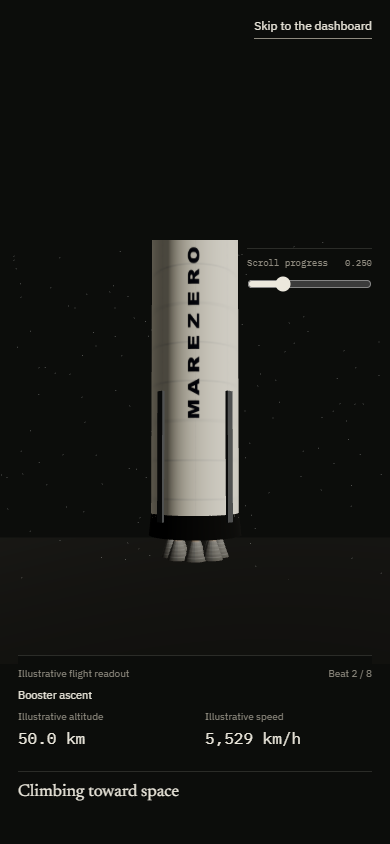 Skip to the dashboard
MAREZERO
Scroll progress 0.250
Illustrative flight readout Beat 2 / 8
Booster ascent
Illustrative altitude Illustrative speed
50.0 km 5,529 km/h
Climbing toward space